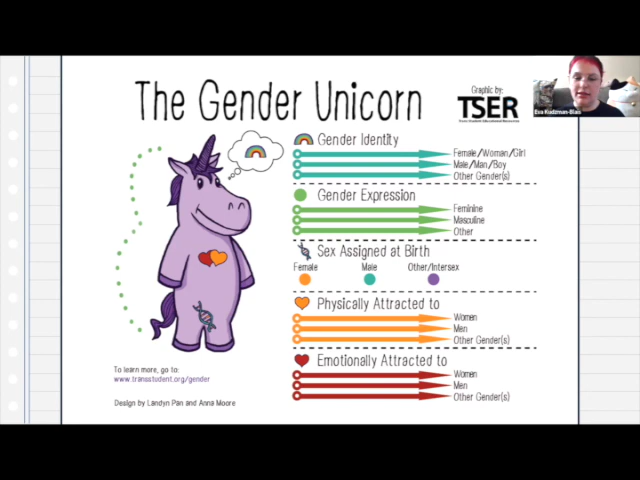 The Gender Unicorn
Graphic by:
TSER
Trans Student Educational Resources
Eva Kudzman-Blais
Gender Identity
Female/Woman/Girl
Male/Man/Boy
Other Gender(s)
Gender Expression
Feminine
Masculine
Other
Sex Assigned at Birth
Female Male Other/Intersex
Physically Attracted to
Women
Men
Other Gender(s)
Emotionally Attracted to
Women
Men
Other Gender(s)
To learn more, go to:
www.transstudent.org/gender
Design by Landyn Pan and Anna Moore